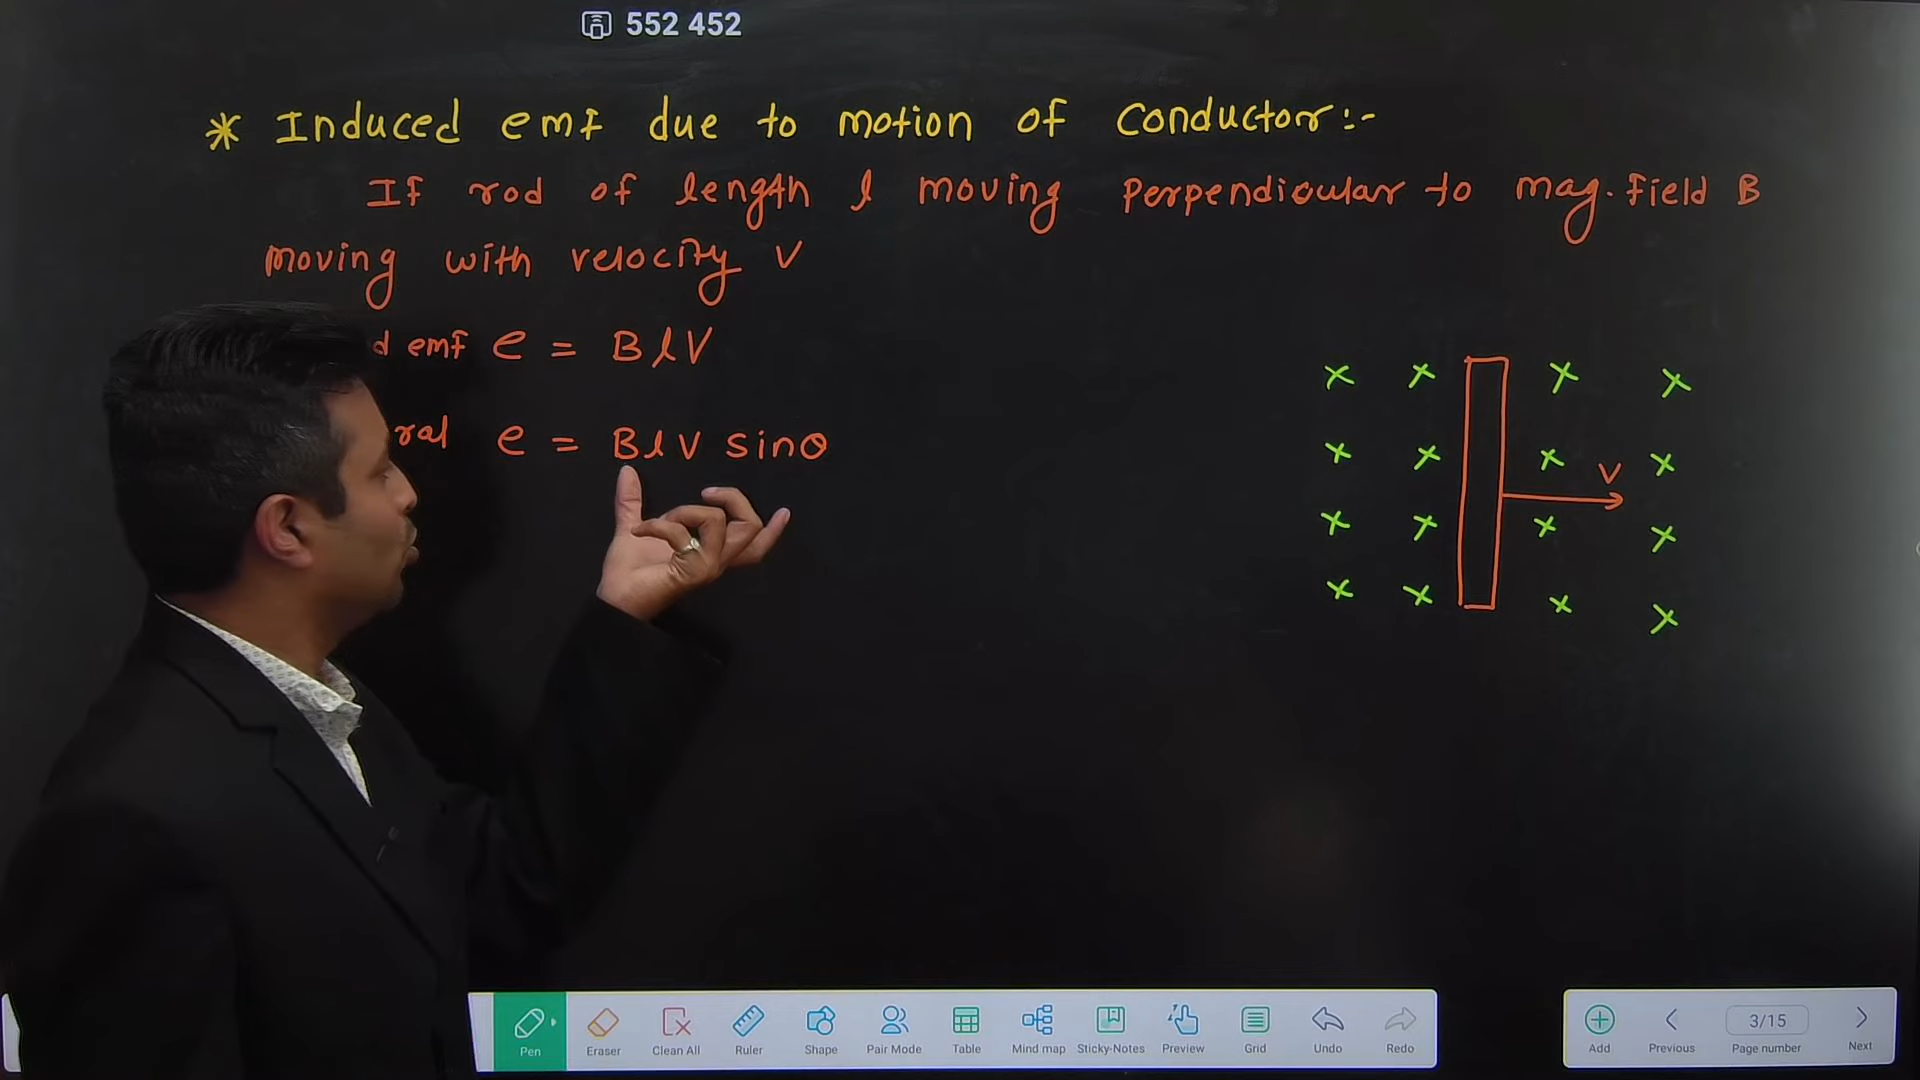 552 452
* Induced emf due to motion of conductor:-
If rod of length l moving perpendicular to mag. field B
moving with velocity v
emf e = BlV
e = BlV sinθ
x x x x
x x x V x
x x x x
x x x x
Pen Eraser Clean All Ruler Shape Pair Mode Table Mind map Sticky-Notes Preview Grid Undo Redo
Add Previous 3/15 Page number Next